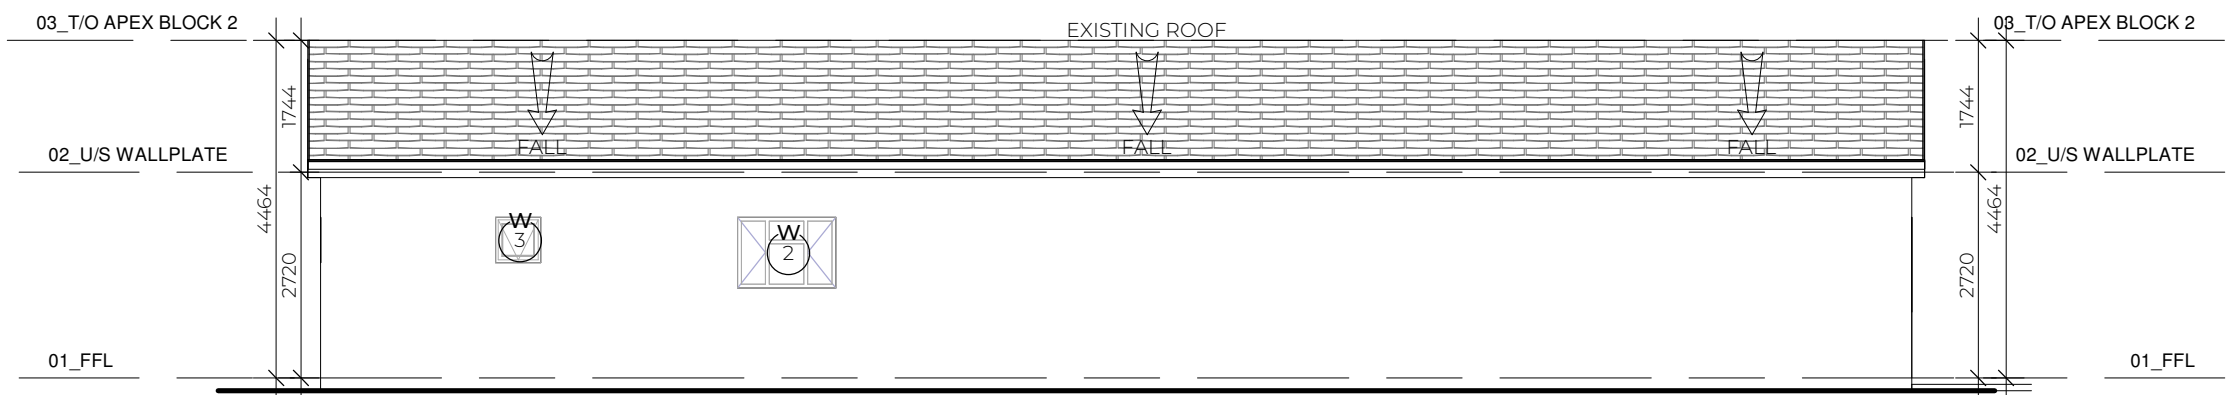 03_T/O APEX BLOCK 2
EXISTING ROOF
03_T/O APEX BLOCK 2
1744
1744
FALL
FALL
FALL
02_U/S WALLPLATE
02_U/S WALLPLATE
4464
4464
W
3
W
2
2720
2720
01_FFL
01_FFL